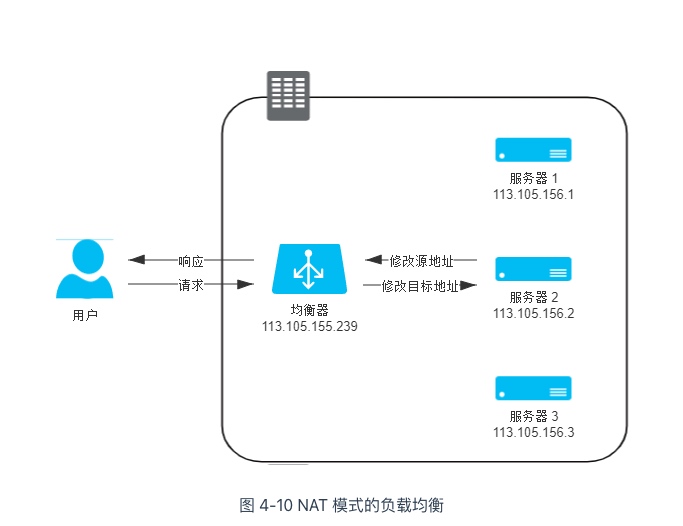 服务器 1
113.105.156.1
响应
修改源地址
请求
修改目标地址
用户
均衡器
113.105.155.239
服务器 2
113.105.156.2
服务器 3
113.105.156.3
图 4-10 NAT 模式的负载均衡